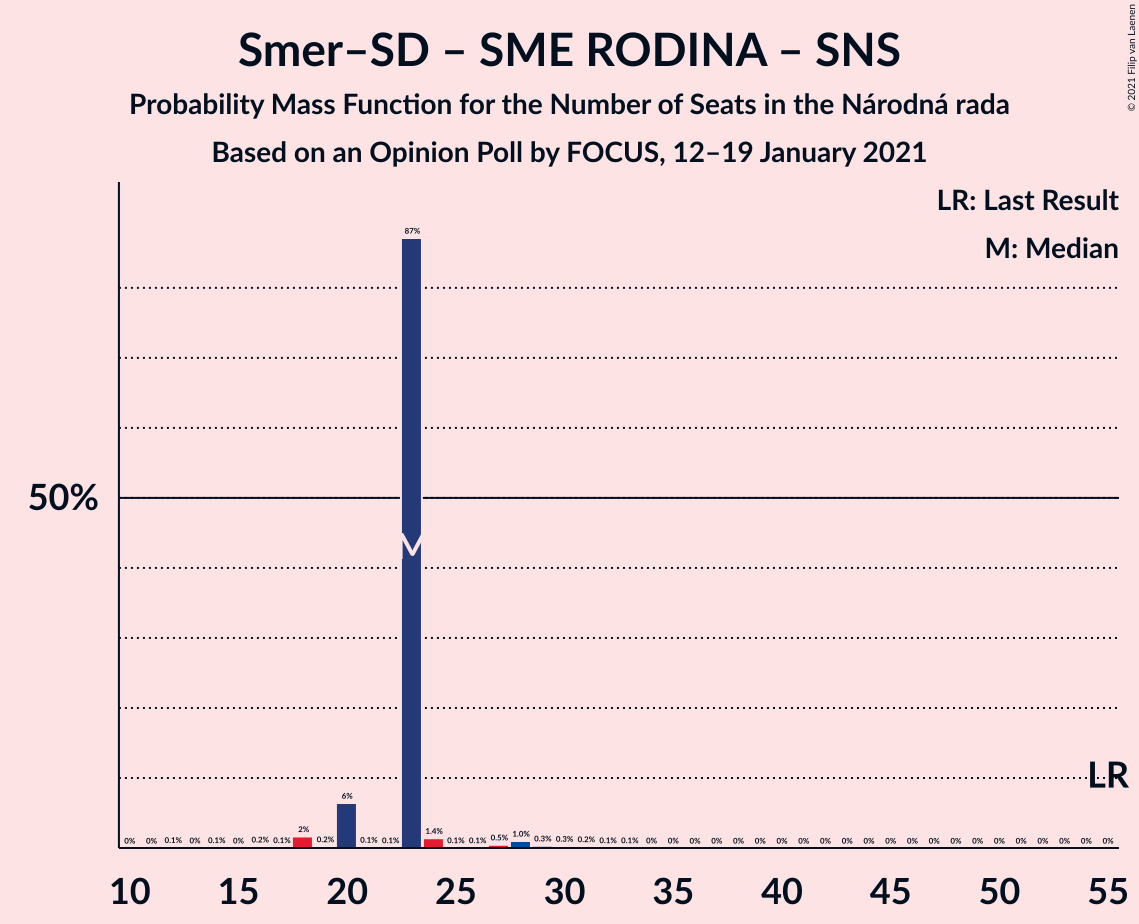 Smer–SD – SME RODINA – SNS
Probability Mass Function for the Number of Seats in the Národná rada
Based on an Opinion Poll by FOCUS, 12–19 January 2021
© 2021 Filip van Laenen
LR: Last Result
M: Median
87%
50%
M
LR
0% 0% 0.1% 0% 0.1% 0% 0.2% 0.1% 2% 0.2% 6% 0.1% 0.1% 1.4% 0.1% 0.1% 0.5% 1.0% 0.3% 0.3% 0.2% 0.1% 0.1% 0% 0% 0% 0% 0% 0% 0% 0% 0% 0% 0% 0% 0% 0% 0% 0% 0% 0% 0% 0% 0% 0%
10 15 20 25 30 35 40 45 50 55